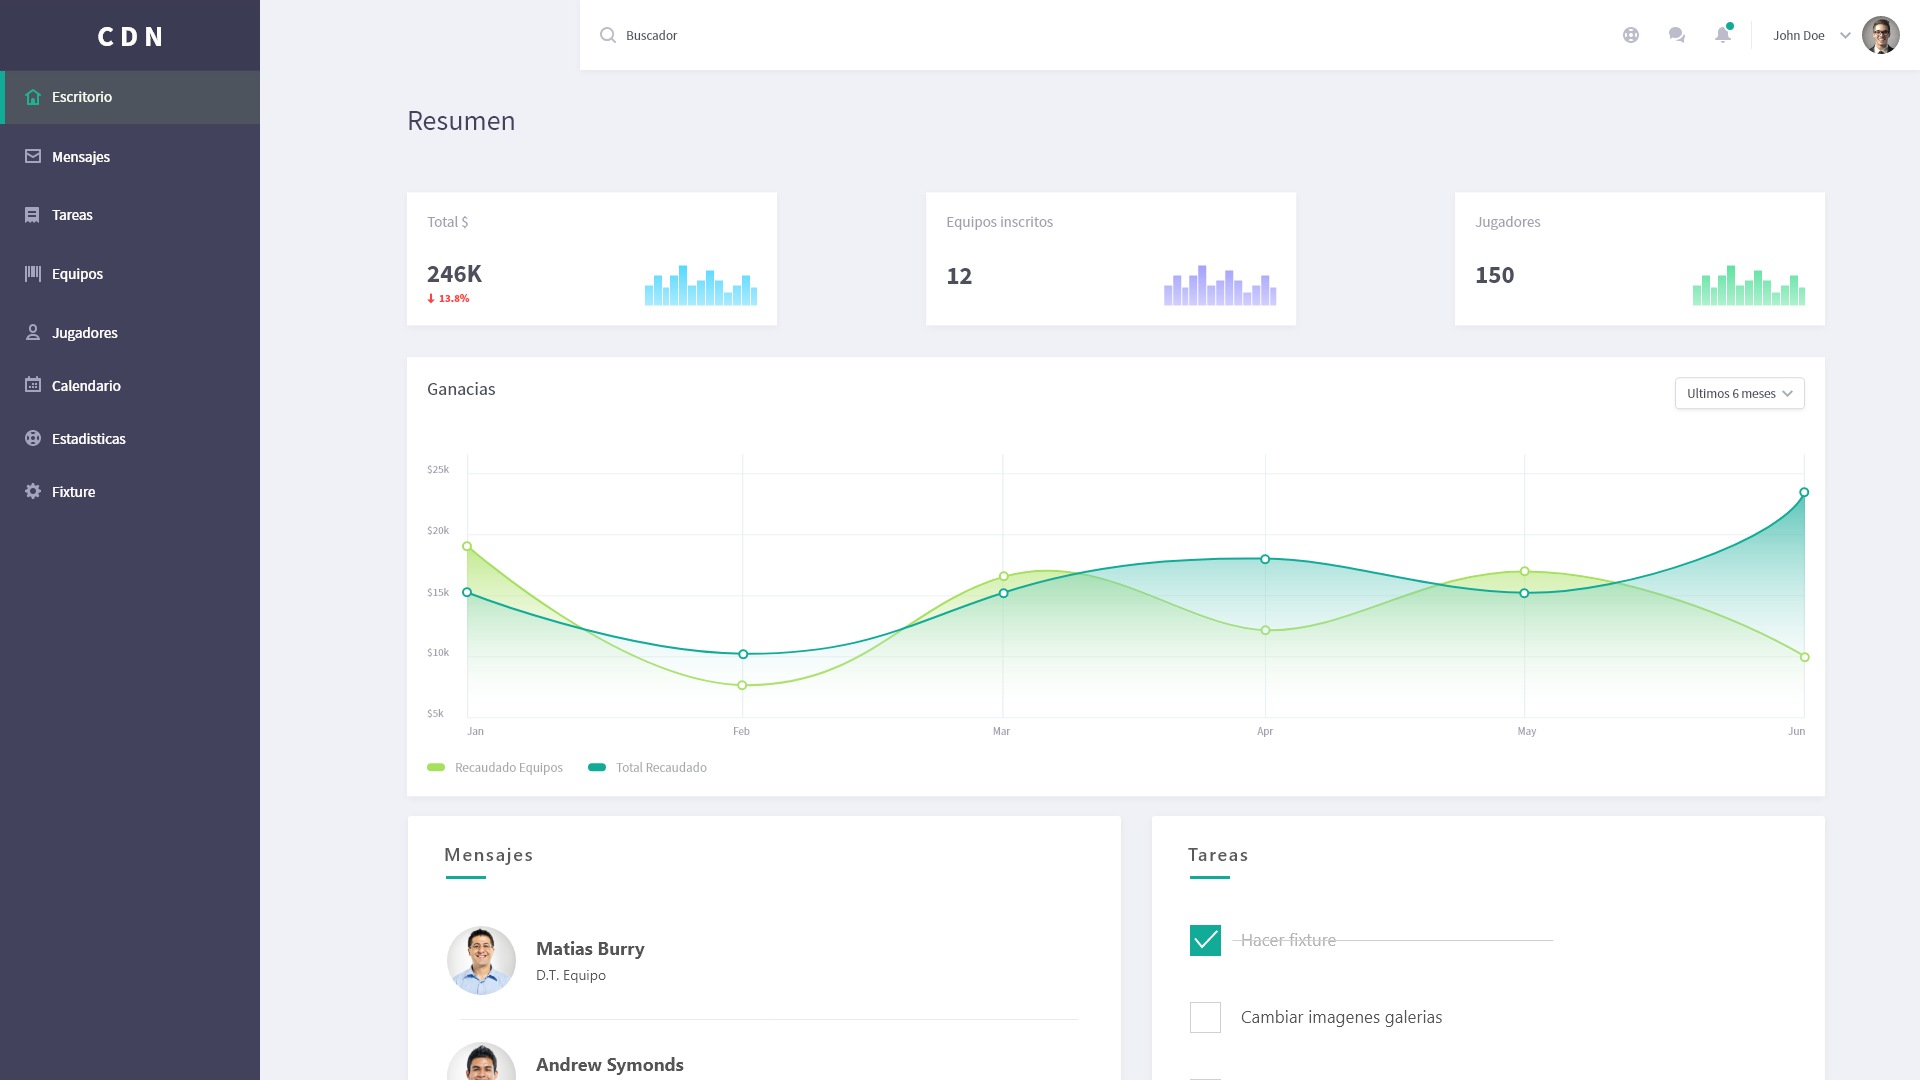 CDN
Buscador
John Doe
Escritorio
Mensajes
Tareas
Equipos
Jugadores
Calendario
Estadisticas
Fixture
Resumen
Total $
246K
13.8%
Equipos inscritos
12
Jugadores
150
Ganacias
Ultimos 6 meses
$25k
$20k
$15k
$10k
$5k
Jan Feb Mar Apr May Jun
Recaudado Equipos Total Recaudado
Mensajes
Matias Burry
D.T. Equipo
Andrew Symonds
Tareas
Hacer fixture
Cambiar imagenes galerias